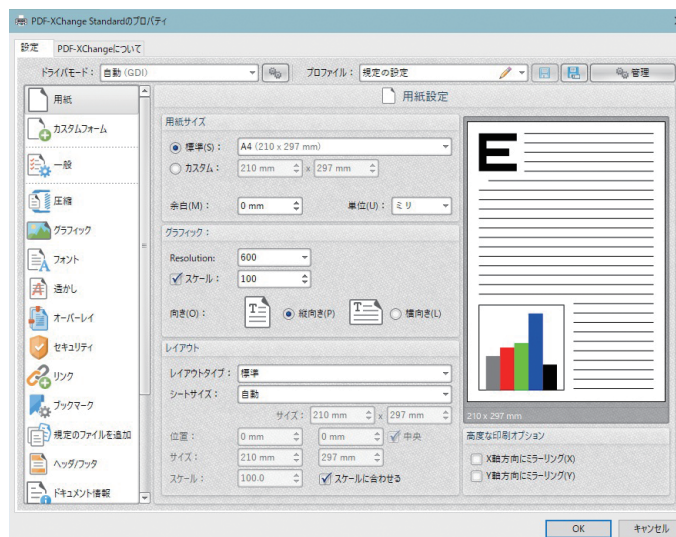 PDF-XChange Standardのプロパティ
設定 PDF-XChangeについて
ドライバモード： 自動 (GDI) プロファイル： 規定の設定 管理
用紙
カスタムフォーム
一般
圧縮
グラフィック
フォント
透かし
オーバーレイ
セキュリティ
リンク
ブックマーク
規定のファイルを追加
ヘッダ/フッタ
ドキュメント情報
用紙設定
用紙サイズ
標準(S)： A4 (210 x 297 mm)
カスタム： 210 mm x 297 mm
余白(M)： 0 mm 単位(U)： ミリ
グラフィック：
Resolution: 600
スケール： 100
向き(O)： T 縦向き(P) T 横向き(L)
レイアウト
レイアウトタイプ： 標準
シートサイズ： 自動
サイズ： 210 mm x 297 mm
位置： 0 mm 0 mm 中央
サイズ： 210 mm 297 mm
スケール： 100.0 スケールに合わせる
E
210 x 297 mm
高度な印刷オプション
X軸方向にミラーリング(X)
Y軸方向にミラーリング(Y)
OK キャンセル